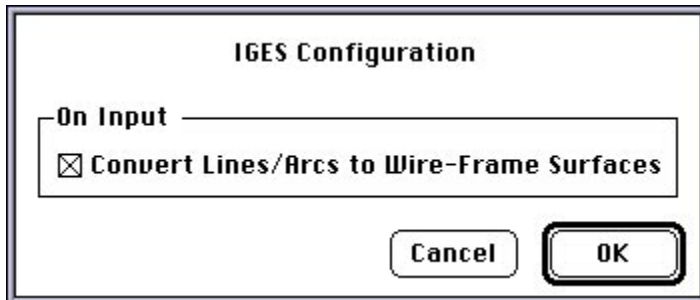 IGES Configuration
On Input
Convert Lines/Arcs to Wire-Frame Surfaces
Cancel OK